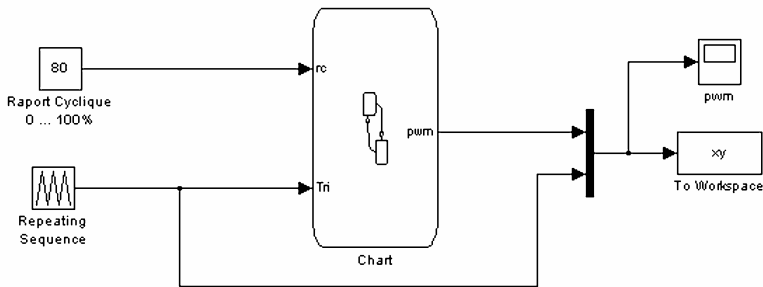 80
Raport Cyclique
0 ... 100%
Repeating
Sequence
rc
Tri
pwm
Chart
pwm
xy
To Workspace